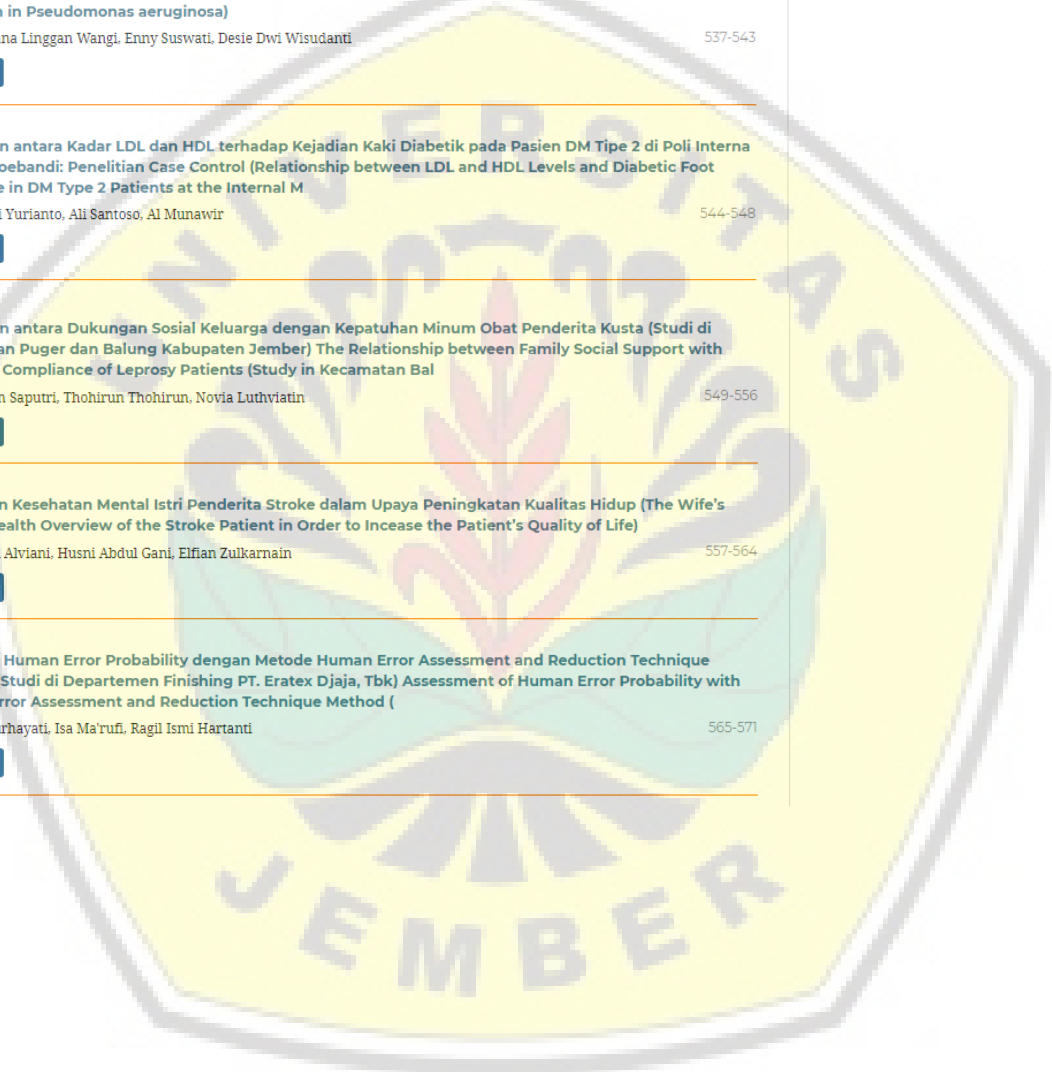 n in Pseudomonas aeruginosa)
na Linggan Wangi, Enny Suswati, Desie Dwi Wisudanti 537-543
n antara Kadar LDL dan HDL terhadap Kejadian Kaki Diabetik pada Pasien DM Tipe 2 di Poli Interna
oebandi: Penelitian Case Control (Relationship between LDL and HDL Levels and Diabetic Foot
e in DM Type 2 Patients at the Internal M
i Yurianto, Ali Santoso, Al Munawir 544-548
n antara Dukungan Sosial Keluarga dengan Kepatuhan Minum Obat Penderita Kusta (Studi di
an Puger dan Balung Kabupaten Jember) The Relationship between Family Social Support with
Compliance of Leprosy Patients (Study in Kecamatan Bal
n Saputri, Thohirun Thohirun, Novia Luthviatin 549-556
n Kesehatan Mental Istri Penderita Stroke dalam Upaya Peningkatan Kualitas Hidup (The Wife's
ealth Overview of the Stroke Patient in Order to Incease the Patient's Quality of Life)
Alviani, Husni Abdul Gani, Elfian Zulkarnain 557-564
Human Error Probability dengan Metode Human Error Assessment and Reduction Technique
Studi di Departemen Finishing PT. Eratex Djaja, Tbk) Assessment of Human Error Probability with
rror Assessment and Reduction Technique Method (
rhayati, Isa Ma'rufi, Ragil Ismi Hartanti 565-571
UNIVERSITAS
JEMBER